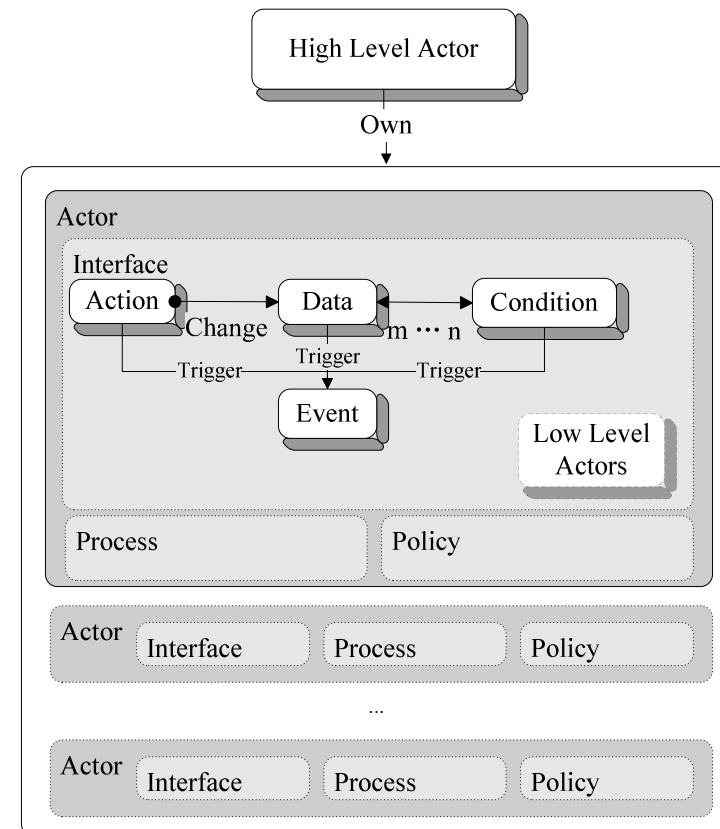 High Level Actor
Own
Actor
Interface
Action
Data
Condition
Change
m ··· n
Trigger
Trigger
Trigger
Event
Low Level
Actors
Process
Policy
Actor
Interface
Process
Policy
...
Actor
Interface
Process
Policy